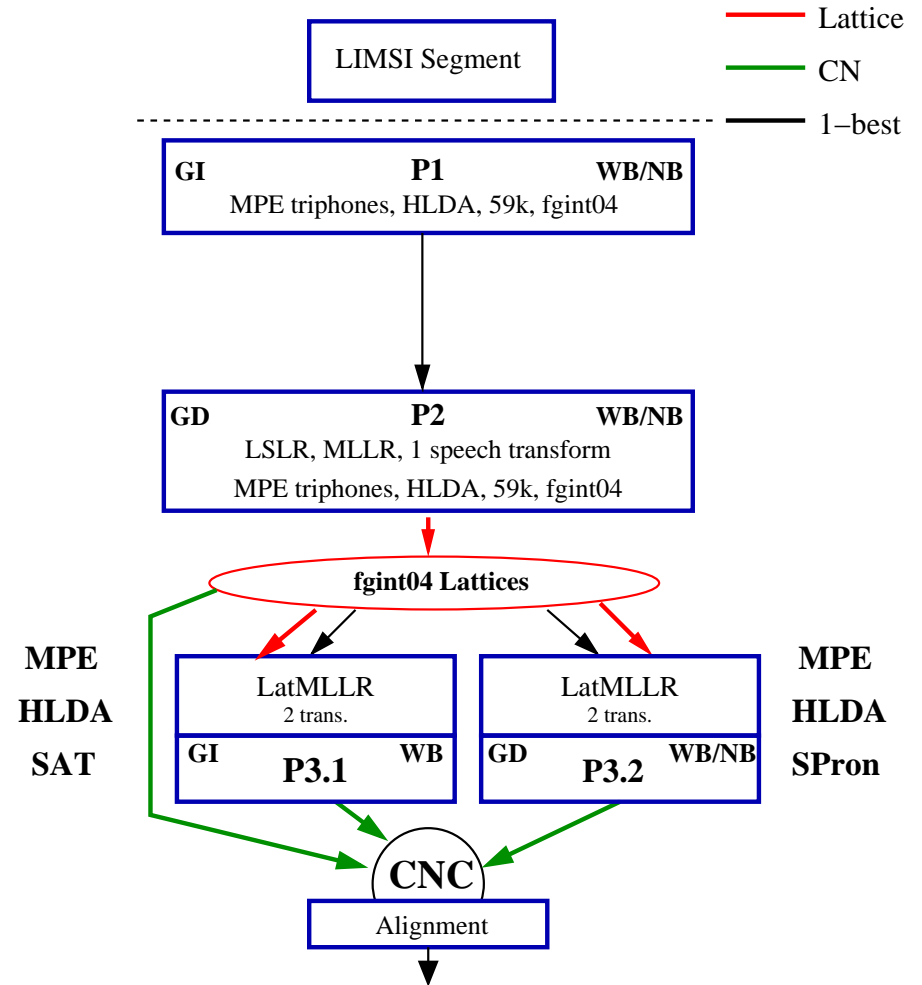 Lattice
CN
1−best
LIMSI Segment
GI P1 WB/NB
MPE triphones, HLDA, 59k, fgint04
GD P2 WB/NB
LSLR, MLLR, 1 speech transform
MPE triphones, HLDA, 59k, fgint04
fgint04 Lattices
MPE
HLDA
SAT
LatMLLR
2 trans.
GI P3.1 WB
LatMLLR
2 trans.
GD P3.2 WB/NB
MPE
HLDA
SPron
CNC
Alignment